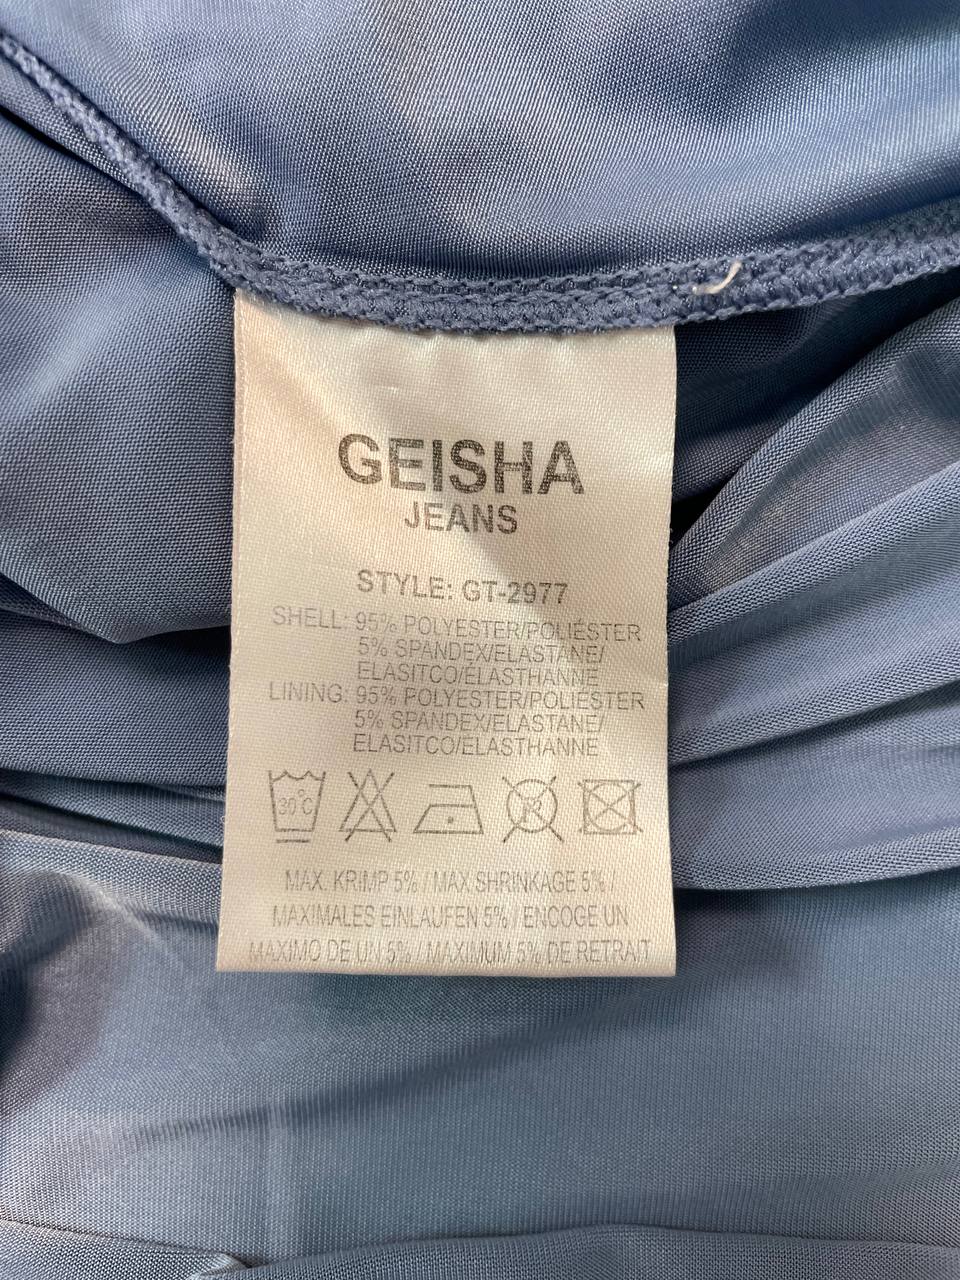 GEISHA
JEANS
STYLE: GT-2977
SHELL: 95% POLYESTER/POLIÉSTER
5% SPANDEX/ELASTANE/
ELASITCO/ÉLASTHANNE
LINING: 95% POLYESTER/POLIÉSTER
5% SPANDEX/ELASTANE/
ELASITCO/ÉLASTHANNE
30°C
MAX. KRIMP 5% / MAX SHRINKAGE 5% /
MAXIMALES EINLAUFEN 5% / ENCOGE UN
MAXIMO DE UN 5% / MAXIMUM 5% DE RETRAIT